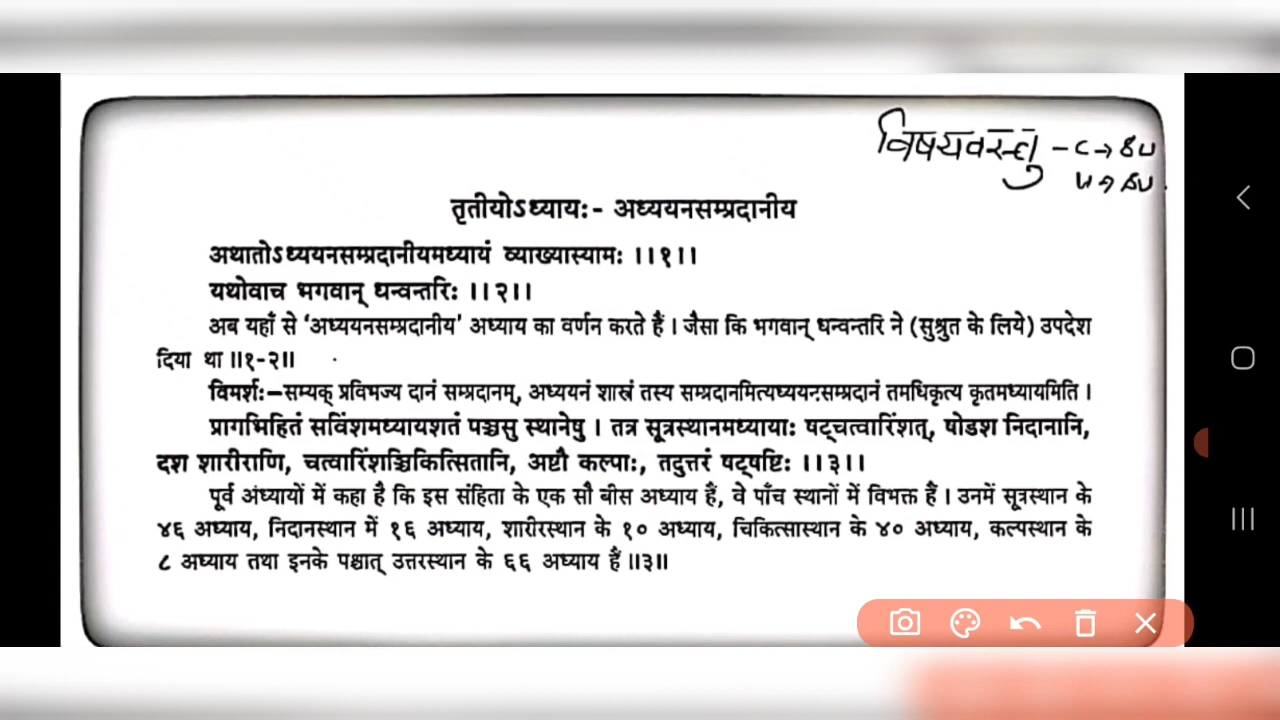 विषयवस्तु - C → BU
तृतीयोऽध्यायः- अध्ययनसम्प्रदानीय
अथातोऽध्ययनसम्प्रदानीयमध्यायं व्याख्यास्यामः ।।१।।
यथोवाच भगवान् धन्वन्तरिः ।।२।।
अब यहाँ से ‘अध्ययनसम्प्रदानीय’ अध्याय का वर्णन करते हैं । जैसा कि भगवान् धन्वन्तरि ने (सुश्रुत के लिये) उपदेश
दिया था ॥१-२॥
विमर्शः–सम्यक् प्रविभज्य दानं सम्प्रदानम्, अध्ययनं शास्त्रं तस्य सम्प्रदानमित्यध्ययनसम्प्रदानं तमधिकृत्य कृतमध्यायमिति ।
प्रागभिहितं सविंशमध्यायशतं पञ्चसु स्थानेषु । तत्र सूत्रस्थानमध्यायाः षट्चत्वारिंशत्, षोडश निदानानि,
दश शारीराणि, चत्वारिंशच्चिकित्सितानि, अष्टौ कल्पाः, तदुत्तरं षट्षष्टिः ।।३।।
पूर्व अध्यायों में कहा है कि इस संहिता के एक सौ बीस अध्याय हैं, वे पाँच स्थानों में विभक्त हैं । उनमें सूत्रस्थान के
४६ अध्याय, निदानस्थान में १६ अध्याय, शारीरस्थान के १० अध्याय, चिकित्सास्थान के ४० अध्याय, कल्पस्थान के
८ अध्याय तथा इनके पश्चात् उत्तरस्थान के ६६ अध्याय हैं ॥३॥